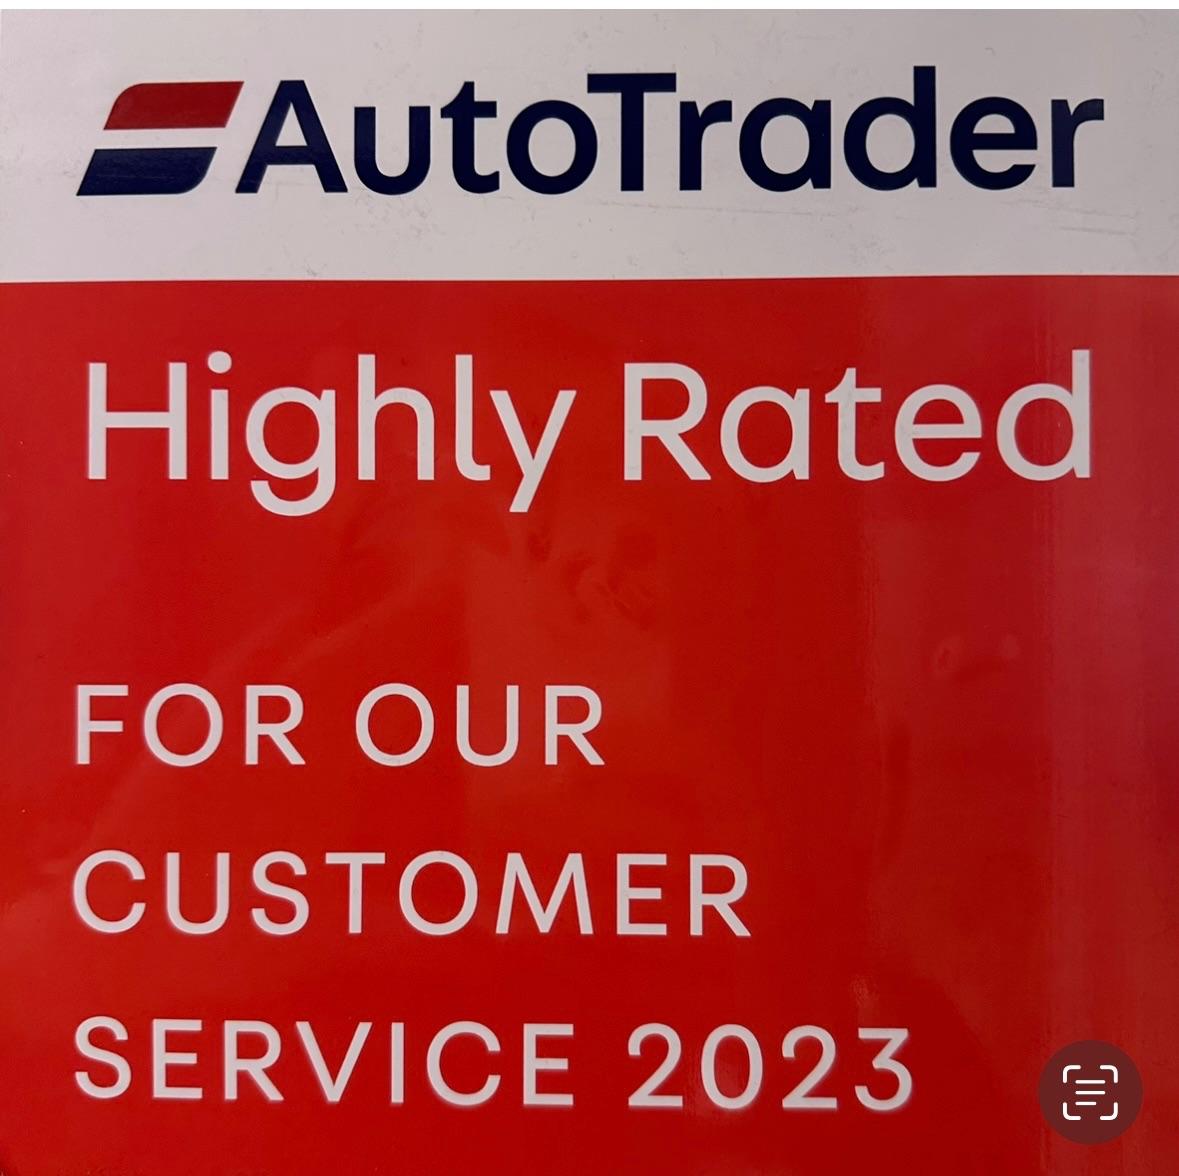 AutoTrader
Highly Rated
FOR OUR
CUSTOMER
SERVICE 2023